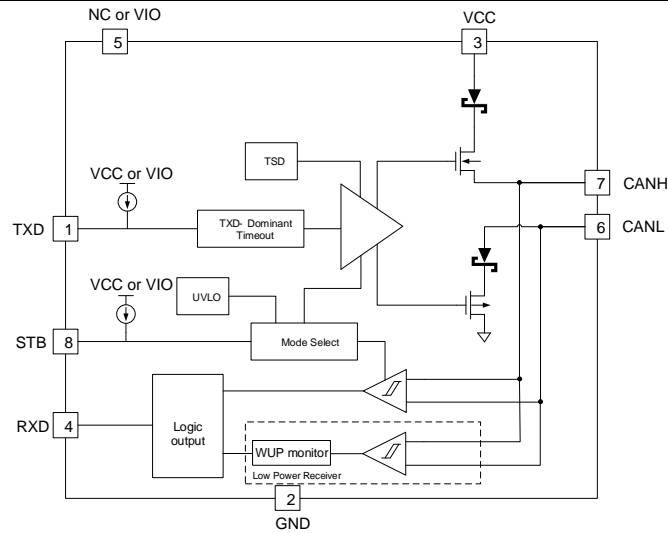 NC or VIO
VCC
5
3
TSD
VCC or VIO
7
CANH
TXD
1
TXD- Dominant
Timeout
6
CANL
VCC or VIO
UVLO
STB
8
Mode Select
RXD
4
Logic
output
WUP monitor
Low Power Receiver
2
GND